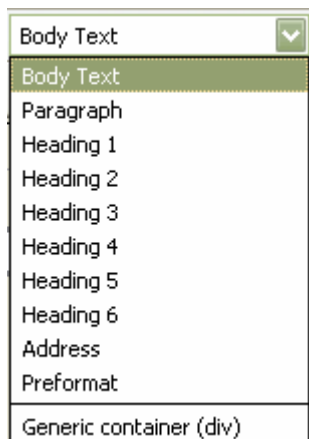 Body Text
Body Text
Paragraph
Heading 1
Heading 2
Heading 3
Heading 4
Heading 5
Heading 6
Address
Preformat
Generic container (div)